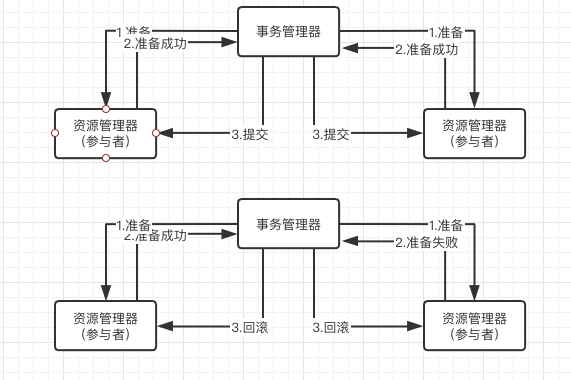 1.准备
事务管理器
1.准备
2.准备成功
2.准备成功
资源管理器
(参与者)
3.提交
3.提交
资源管理器
(参与者)
1.准备
事务管理器
1.准备
2.准备成功
2.准备失败
资源管理器
(参与者)
3.回滚
3.回滚
资源管理器
(参与者)